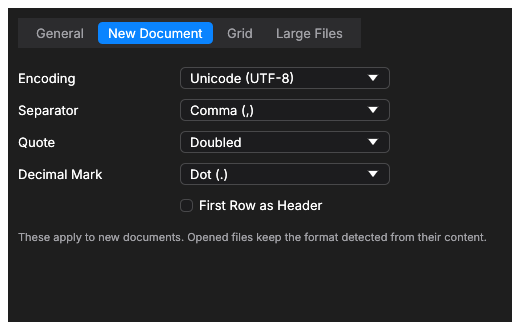 General New Document Grid Large Files
Encoding Unicode (UTF-8)
Separator Comma (,)
Quote Doubled
Decimal Mark Dot (.)
First Row as Header
These apply to new documents. Opened files keep the format detected from their content.